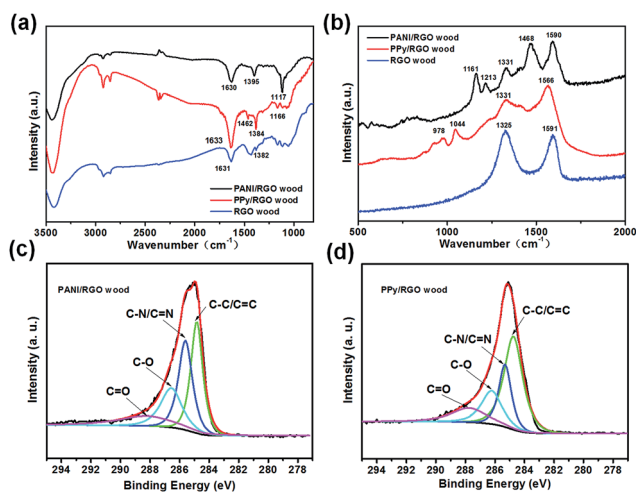 (a)
Intensity (a.u.)
1630
1395
1117
1462
1166
1633
1384
1631
1382
PANI/RGO wood
PPy/RGO wood
RGO wood
3500 3000 2500 2000 1500 1000
Wavenumber (cm-1)
(b)
Intensity (a.u.)
PANI/RGO wood
PPy/RGO wood
RGO wood
1468
1590
1161
1213
1331
1331
1566
978
1044
1325
1591
500 1000 1500 2000
Wavenumber (cm-1)
(c)
Intensity (a. u.)
PANI/RGO wood
C-N/C=N
C-C/C=C
C-O
C=O
294 292 290 288 286 284 282 280 278
Binding Energy (eV)
(d)
Intensity (a. u.)
PPy/RGO wood
C-C/C=C
C-N/C=N
C-O
C=O
294 292 290 288 286 284 282 280 278
Binding Energy (eV)